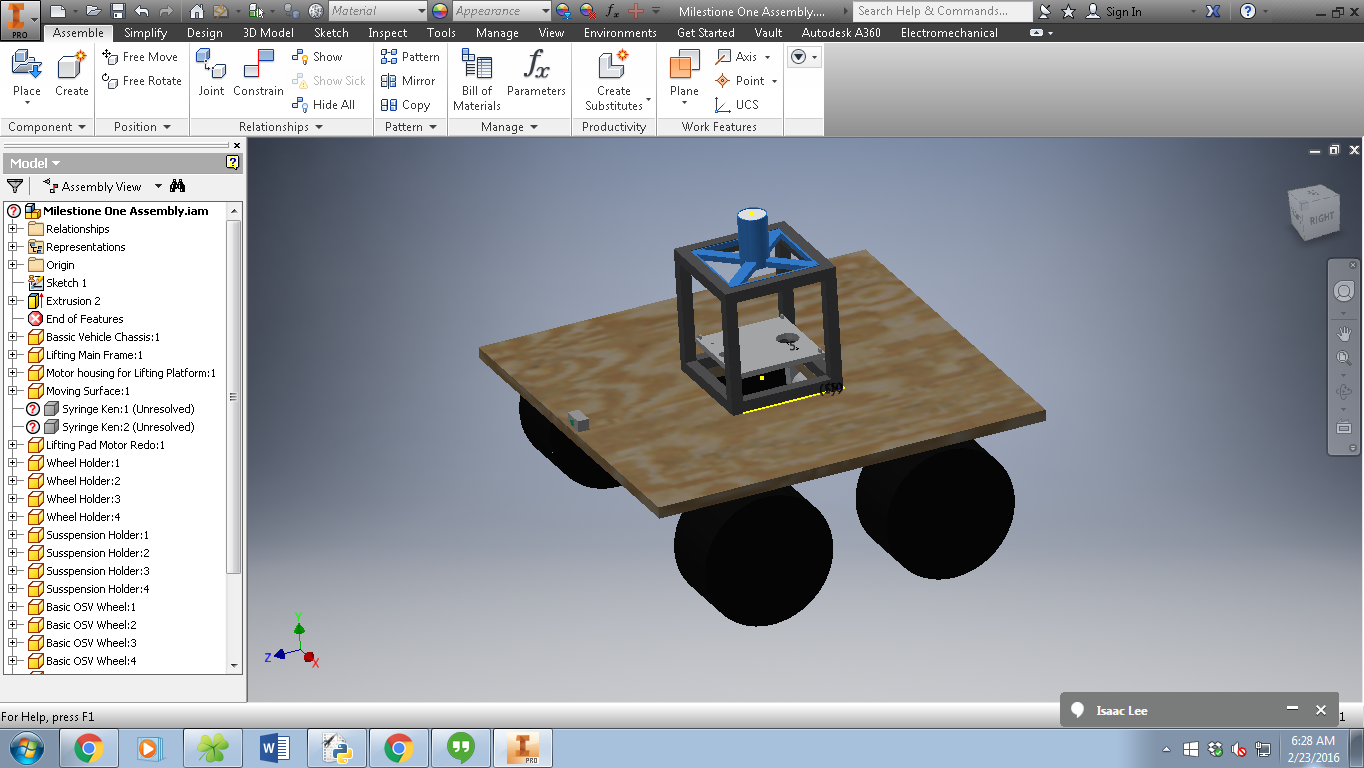 I PRO
Material
Appearance
fx
Milestione One Assembly....
Search Help & Commands...
Sign In
Assemble Simplify Design 3D Model Sketch Inspect Tools Manage View Environments Get Started Vault Autodesk A360 Electromechanical
Place
Create
Free Move
Free Rotate
Joint
Constrain
Show
Show Sick
Hide All
Pattern
Mirror
Copy
Bill of
Materials
fx
Parameters
Create
Substitutes
Plane
Axis
Point
UCS
Component Position Relationships Pattern Manage Productivity Work Features
Model
Assembly View
Milestione One Assembly.iam
Relationships
Representations
Origin
Sketch 1
Extrusion 2
End of Features
Bassic Vehicle Chassis:1
Lifting Main Frame:1
Motor housing for Lifting Platform:1
Moving Surface:1
Syringe Ken:1 (Unresolved)
Syringe Ken:2 (Unresolved)
Lifting Pad Motor Redo:1
Wheel Holder:1
Wheel Holder:2
Wheel Holder:3
Wheel Holder:4
Susspension Holder:1
Susspension Holder:2
Susspension Holder:3
Susspension Holder:4
Basic OSV Wheel:1
Basic OSV Wheel:2
Basic OSV Wheel:3
Basic OSV Wheel:4
RIGHT
Y
Z
X
Isaac Lee
For Help, press F1
1
W
I PRO
6:28 AM
2/23/2016